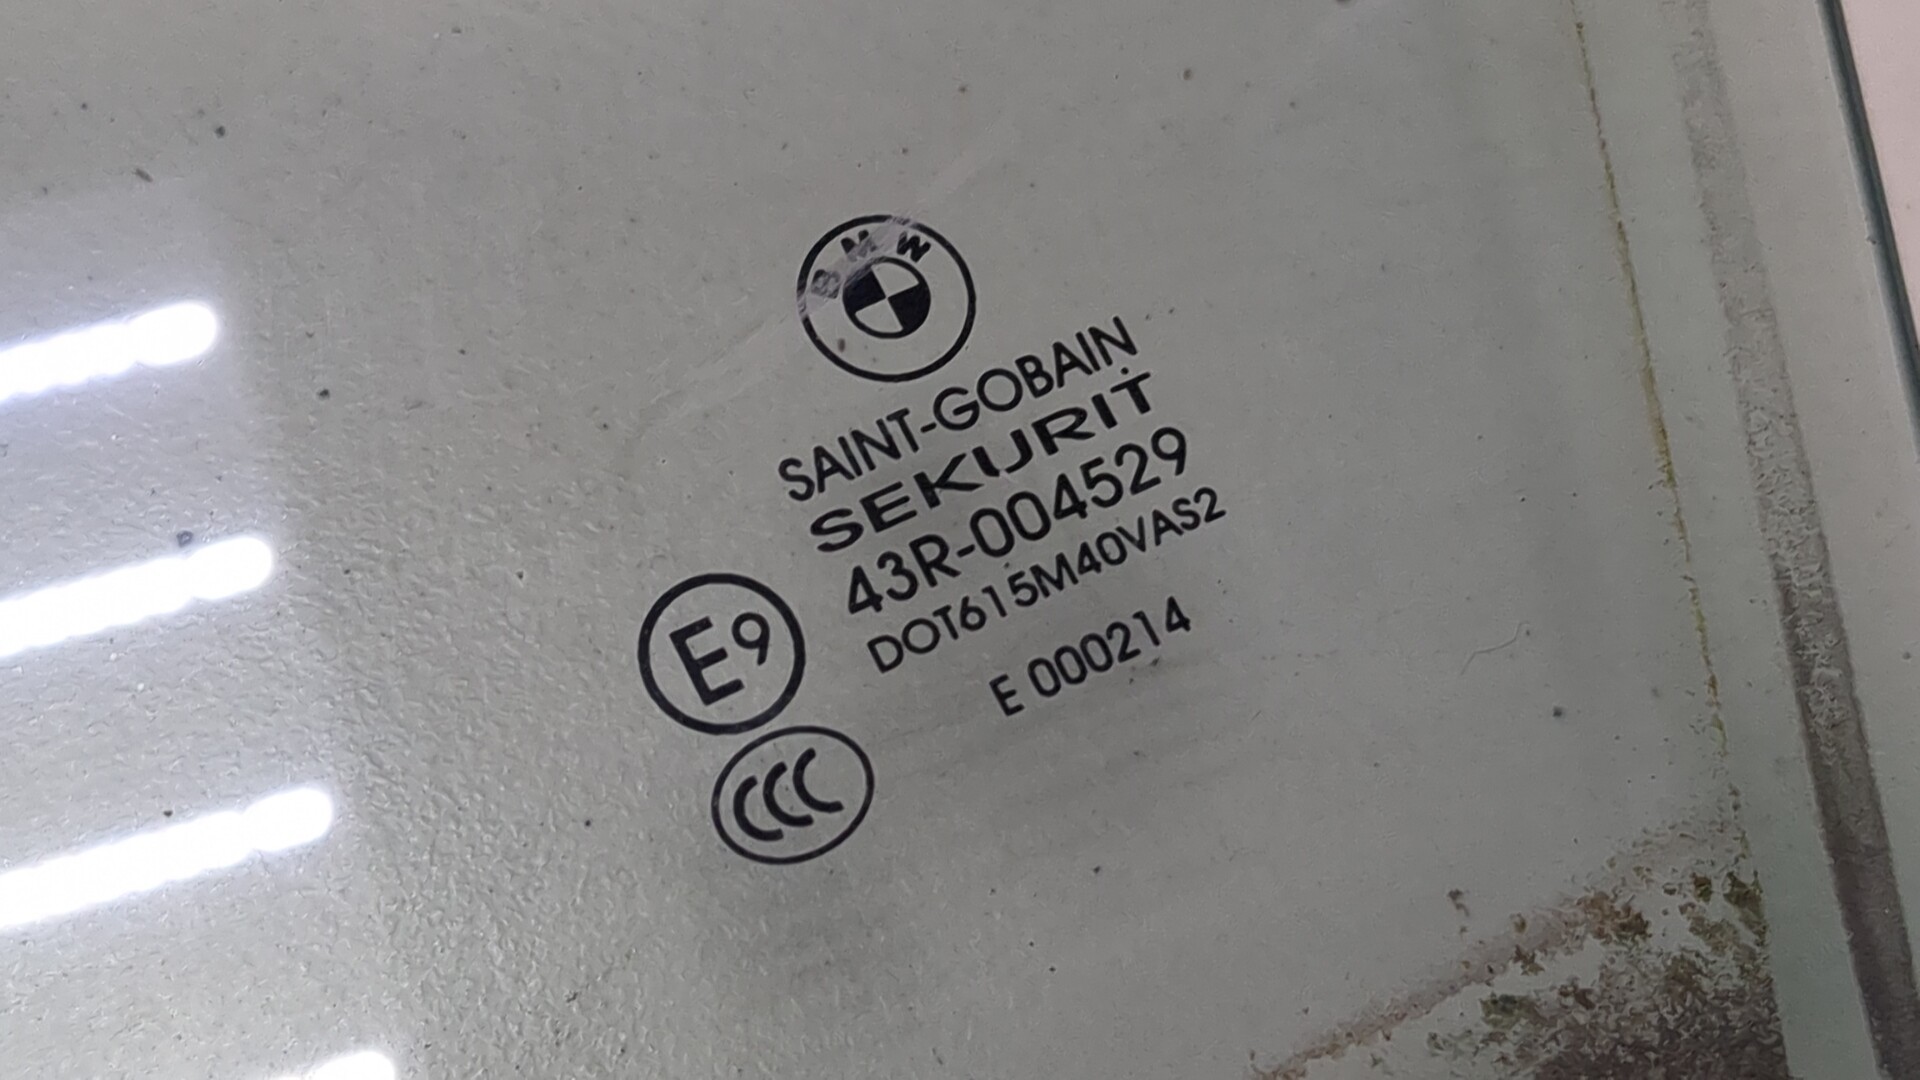 BMW
SAINT-GOBAIN
SEKURIT
43R-004529
DOT615M40VAS2
E9
E 000214
CCC